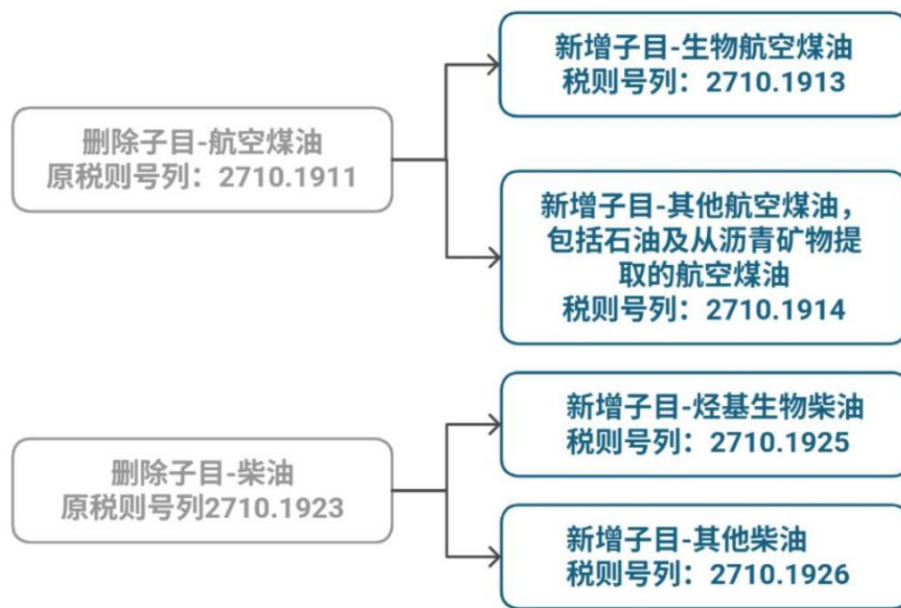 删除子目-航空煤油
原税则号列：2710.1911
新增子目-生物航空煤油
税则号列：2710.1913
新增子目-其他航空煤油，
包括石油及从沥青矿物提
取的航空煤油
税则号列：2710.1914
删除子目-柴油
原税则号列2710.1923
新增子目-烃基生物柴油
税则号列：2710.1925
新增子目-其他柴油
税则号列：2710.1926